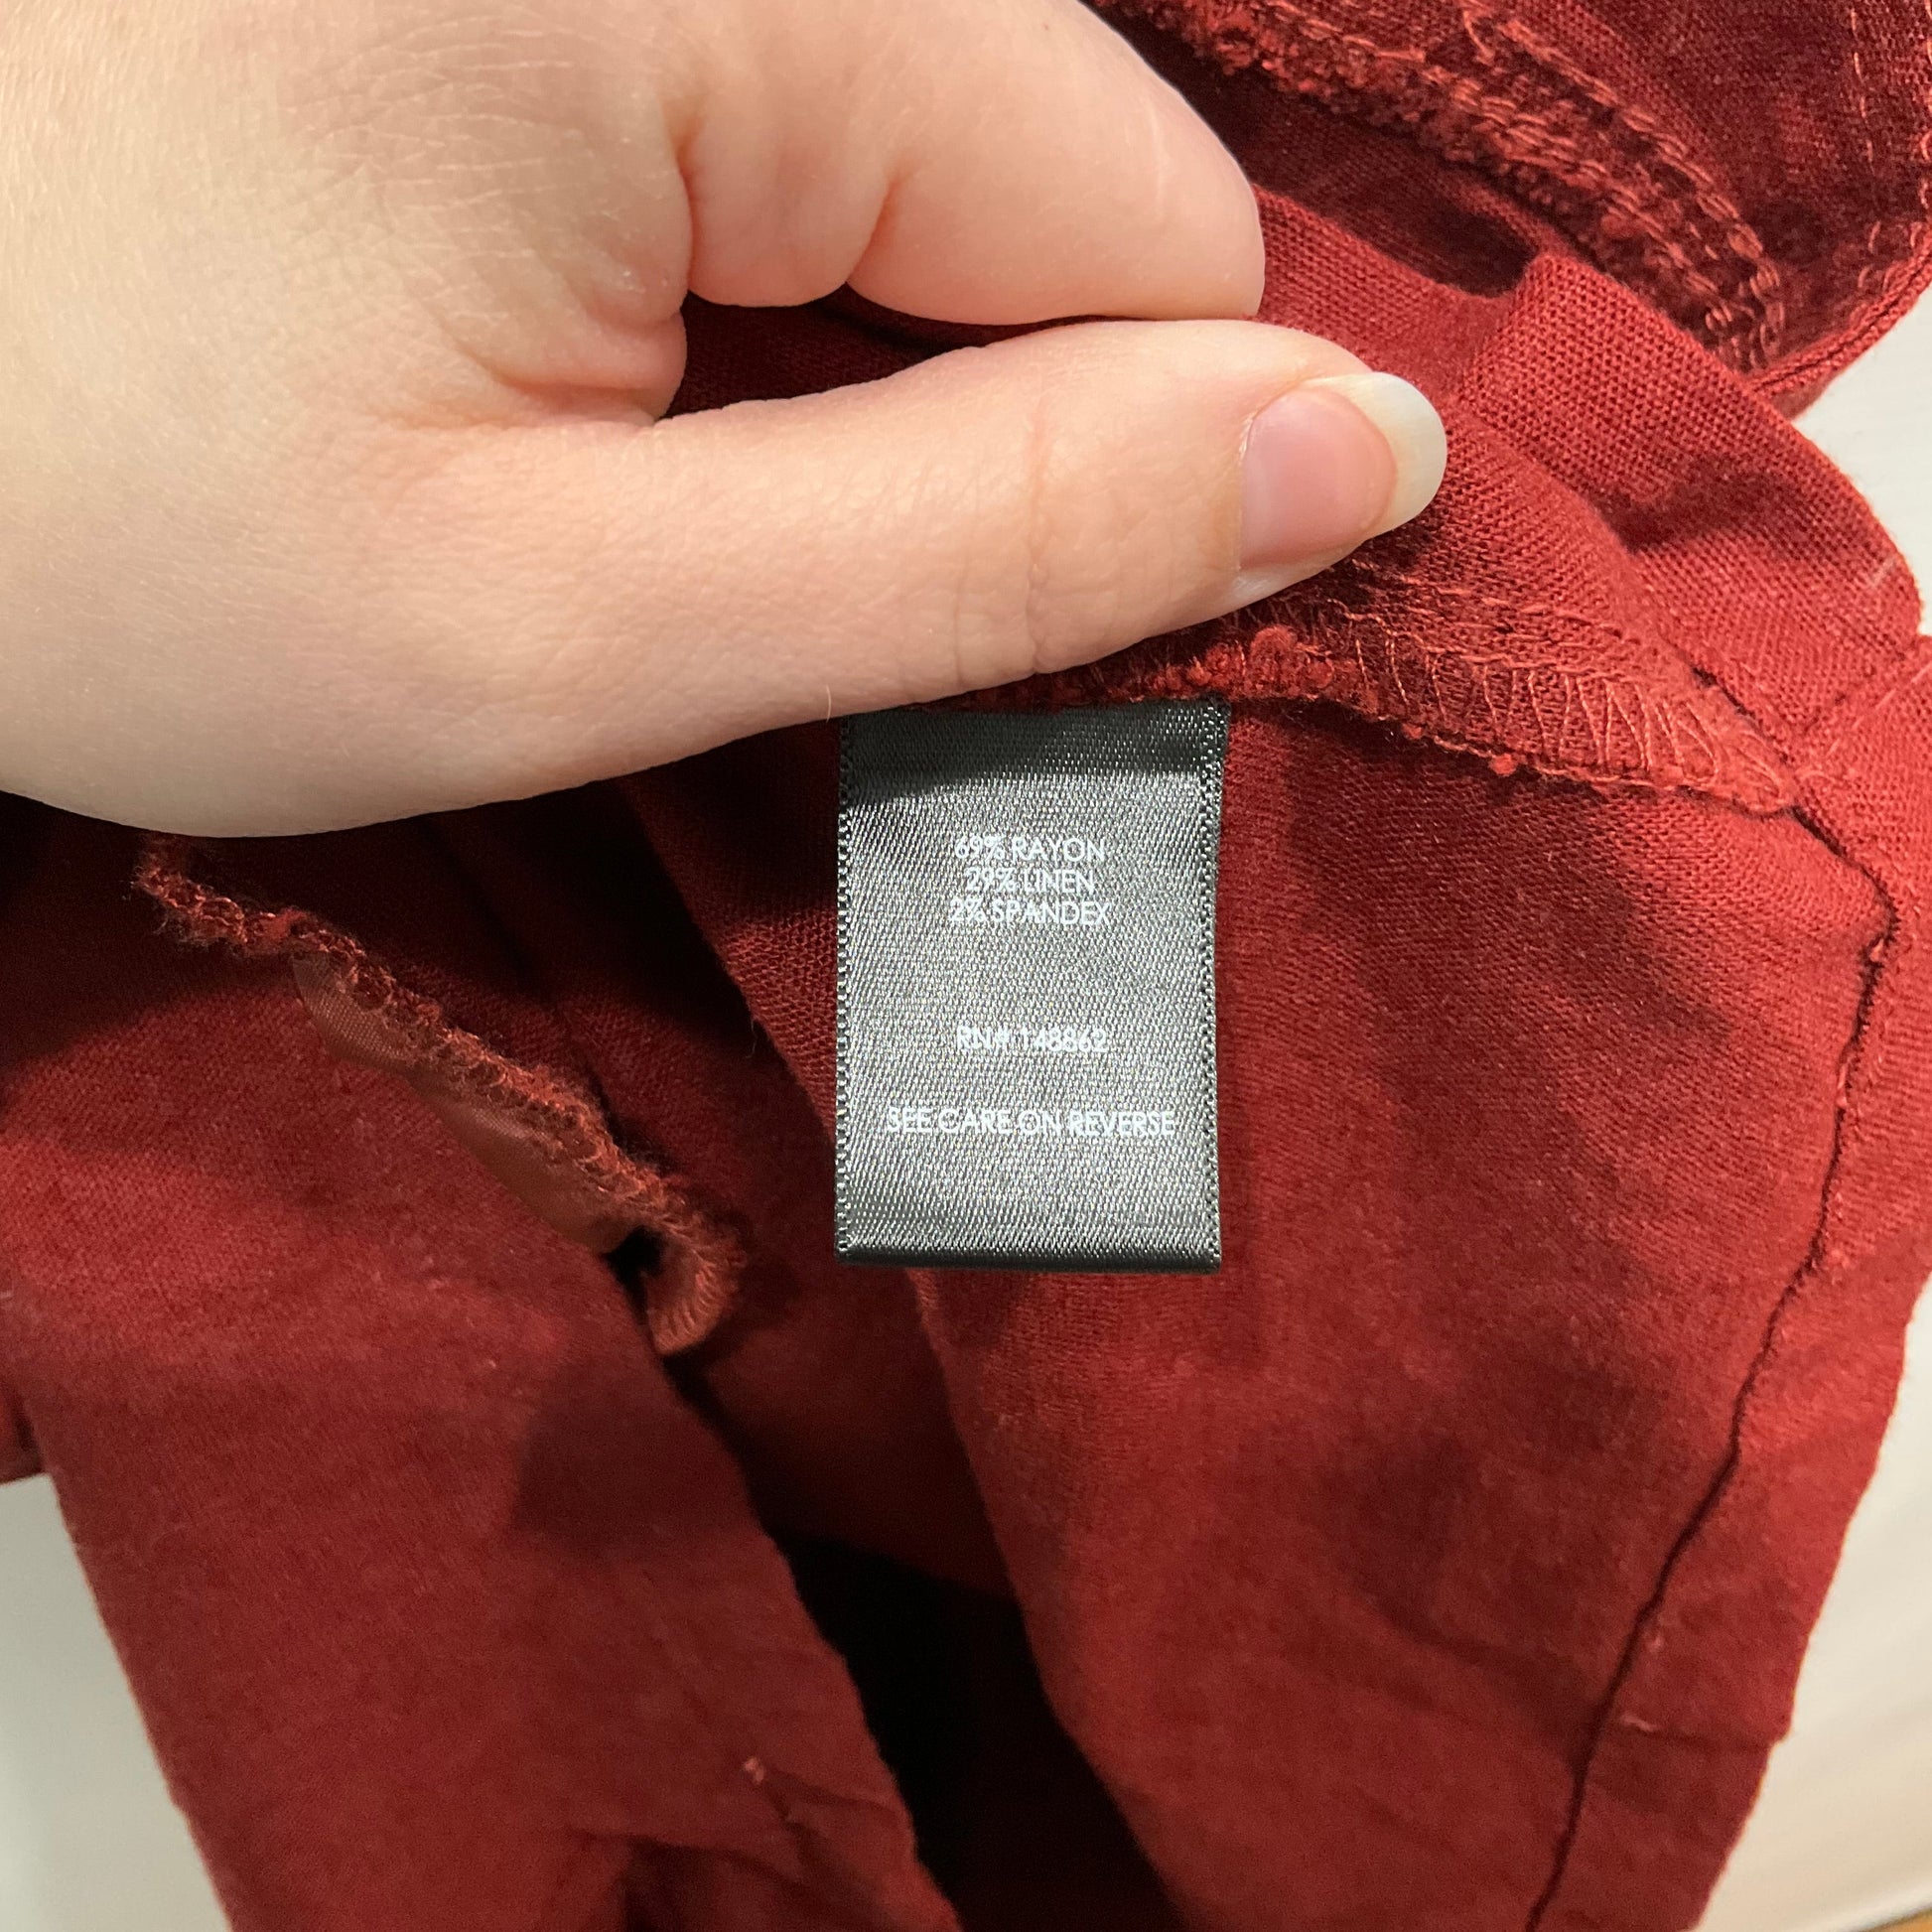 69% RAYON
29% LINEN
2% SPANDEX
RN# 148862
SEE CARE ON REVERSE